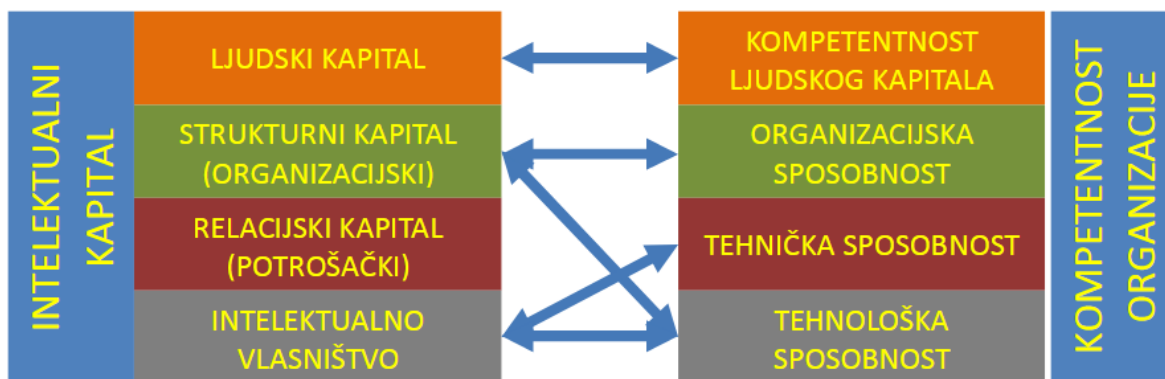 INTELEKTUALNI
KAPITAL
LJUDSKI KAPITAL
STRUKTURNI KAPITAL
(ORGANIZACIJSKI)
RELACIJSKI KAPITAL
(POTROŠAČKI)
INTELEKTUALNO
VLASNIŠTVO
KOMPETENTNOST
LJUDSKOG KAPITALA
ORGANIZACIJSKA
SPOSOBNOST
TEHNIČKA SPOSOBNOST
TEHNOLOŠKA
SPOSOBNOST
KOMPETENTNOST
ORGANIZACIJE